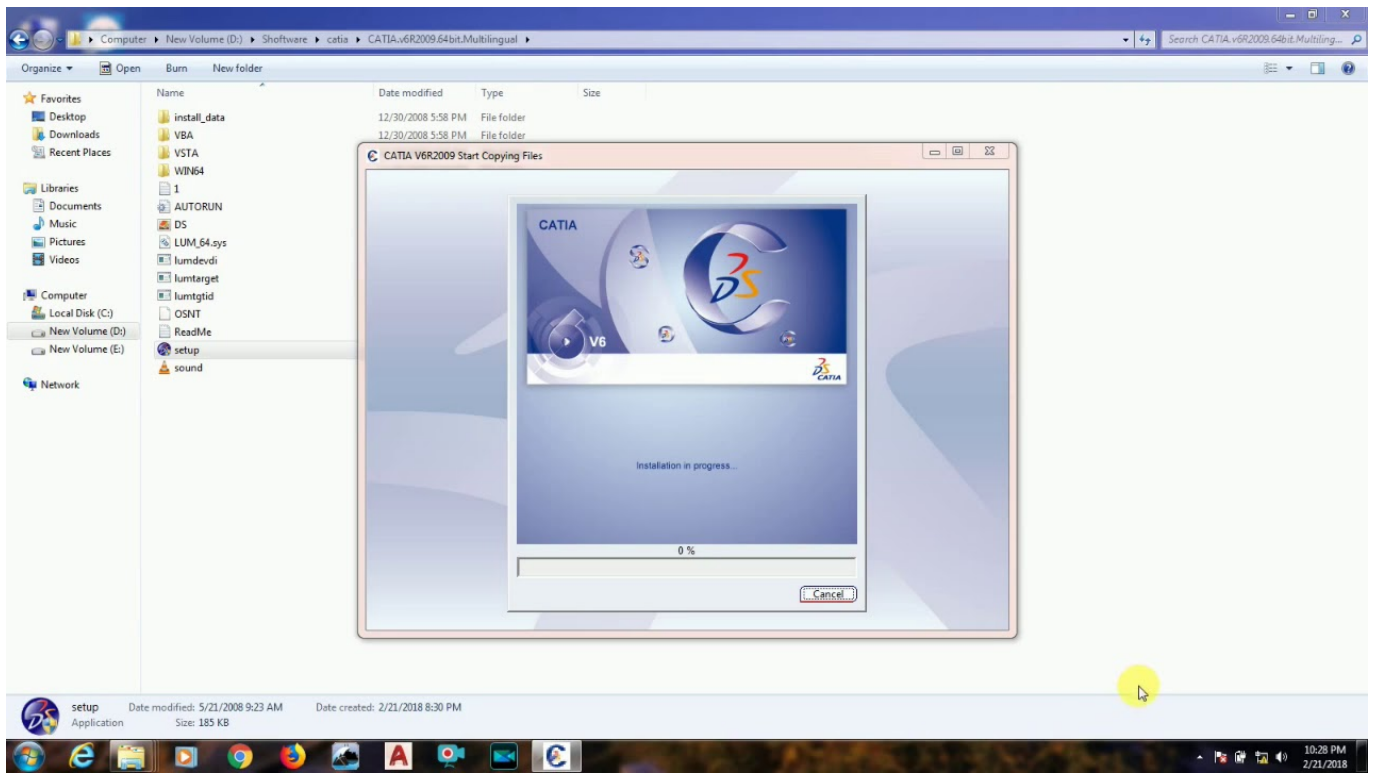 Computer ▸ New Volume (D:) ▸ Shoftware ▸ catia ▸ CATIA.v6R2009.64bit.Multilingual ▸
Search CATIA.v6R2009.64bit.Multiling...
Organize Open Burn New folder
Favorites
Desktop
Downloads
Recent Places
Libraries
Documents
Music
Pictures
Videos
Computer
Local Disk (C:)
New Volume (D:)
New Volume (E:)
Network
Name Date modified Type Size
install_data 12/30/2008 5:58 PM File folder
VBA 12/30/2008 5:58 PM File folder
VSTA
WIN64
1
AUTORUN
DS
LUM_64.sys
lumdevdi
lumtarget
lumtgtid
OSNT
ReadMe
setup
sound
CATIA V6R2009 Start Copying Files
CATIA
DS
V6
DS
CATIA
Installation in progress...
0 %
Cancel
setup Date modified: 5/21/2008 9:23 AM Date created: 2/21/2018 8:30 PM
Application Size: 185 KB
10:28 PM
2/21/2018